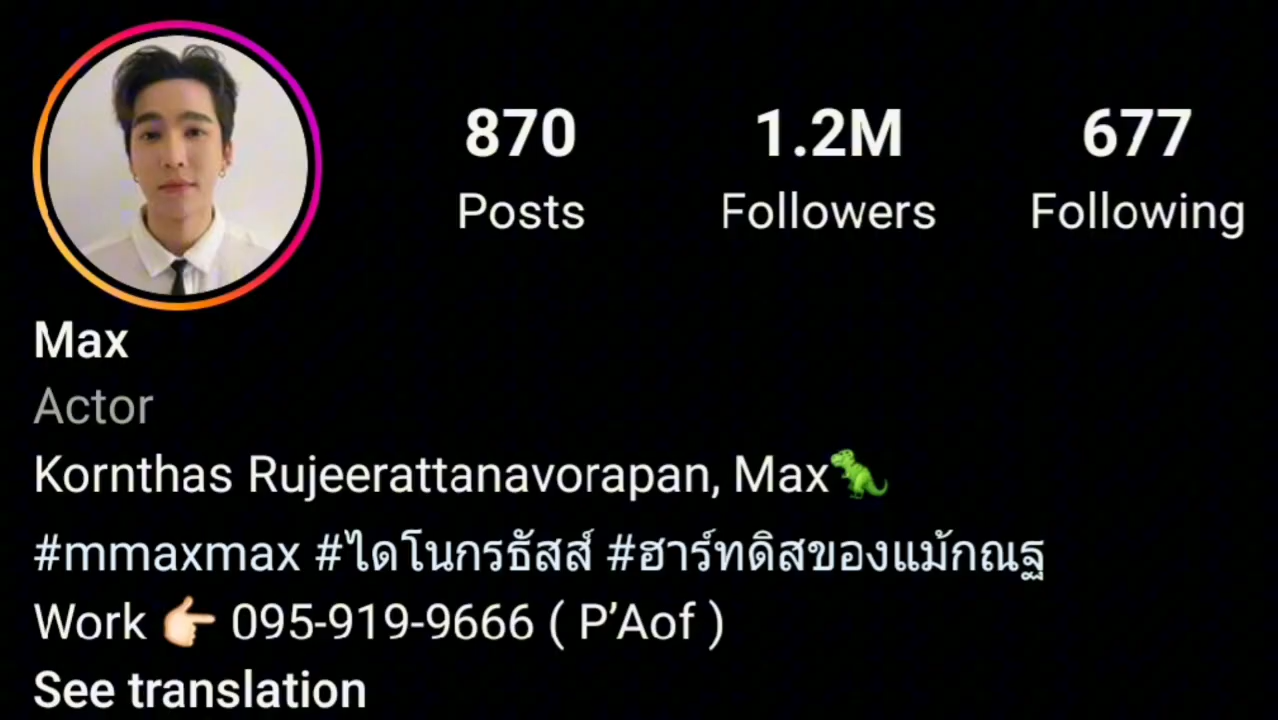 870 1.2M 677
Posts Followers Following
Max
Actor
Kornthas Rujeerattanavorapan, Max🦖
#mmaxmax #ไดโนกรธัสส์ #ฮาร์ทดิสของแม้กณฐ
Work 👉🏻 095-919-9666 ( P’Aof )
See translation